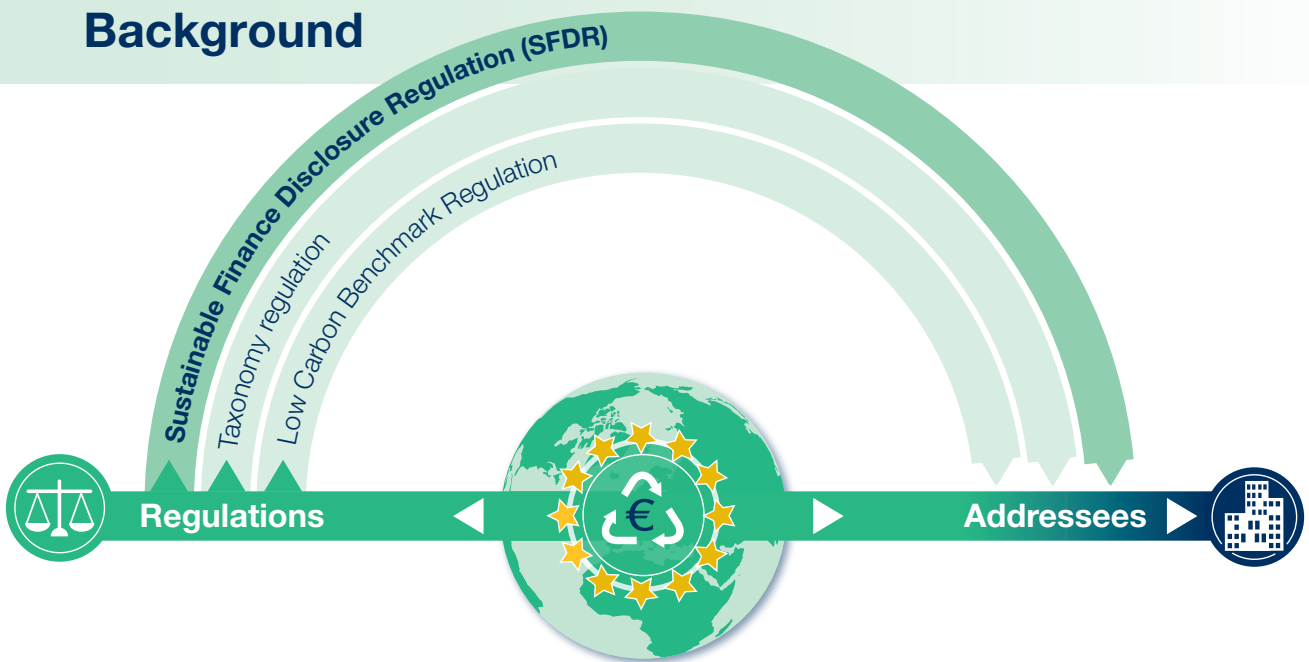 Background
Sustainable Finance Disclosure Regulation (SFDR)
Taxonomy regulation
Low Carbon Benchmark Regulation
€
Regulations
Addressees